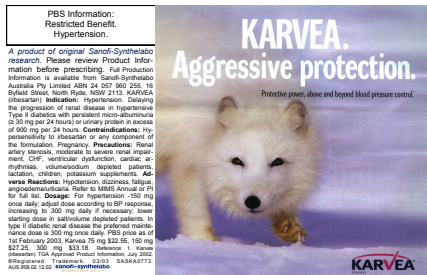 PBS Information:
Restricted Benefit.
Hypertension.
A product of original Sanofi-Synthelabo
research. Please review Product Infor-
mation before prescribing. Full Production
Information is available from Sanofi-Synthelabo
Australia Pty Limited ABN 24 057 960 255, 16
Byfield Street, North Ryde, NSW 2113. KARVEA
(irbesartan) Indication: Hypertension. Delaying
the progression of renal disease in hypertensive
Type II diabetics with persistent micro-albuminuria
(≥ 30 mg per 24 hours) or urinary protein in excess
of 900 mg per 24 hours. Contraindications: Hy-
persensitivity to irbesartan or any component of
the formulation. Pregnancy. Precautions: Renal
artery stenosis, moderate to severe renal impair-
ment, CHF, ventricular dysfunction, cardiac ar-
rhythmias, volume/sodium depleted patients,
lactation, children, potassium supplements. Ad-
verse Reactions: Hypotension, dizziness, fatigue,
angioedema/urticaria. Refer to MIMS Annual or PI
for full list. Dosage: For hypertension -150 mg
once daily; adjust dose according to BP response,
increasing to 300 mg daily if necessary; lower
starting dose in salt/volume depleted patients. In
type II diabetic renal disease the preferred mainte-
nance dose is 300 mg once daily. PBS price as of
1st February 2003, Karvea 75 mg $22.55, 150 mg
$27.25, 300 mg $33.18. Reference: 1. Karvea
(irbesartan) TGA Approved Product Information, July 2002.
®Registered Trademark. 03/03 SASKA0773.
AUS.IRB.02.12.02 sanofi~synthelabo
KARVEA.
Aggressive protection.
Protective power, above and beyond blood pressure control.
KARVEA